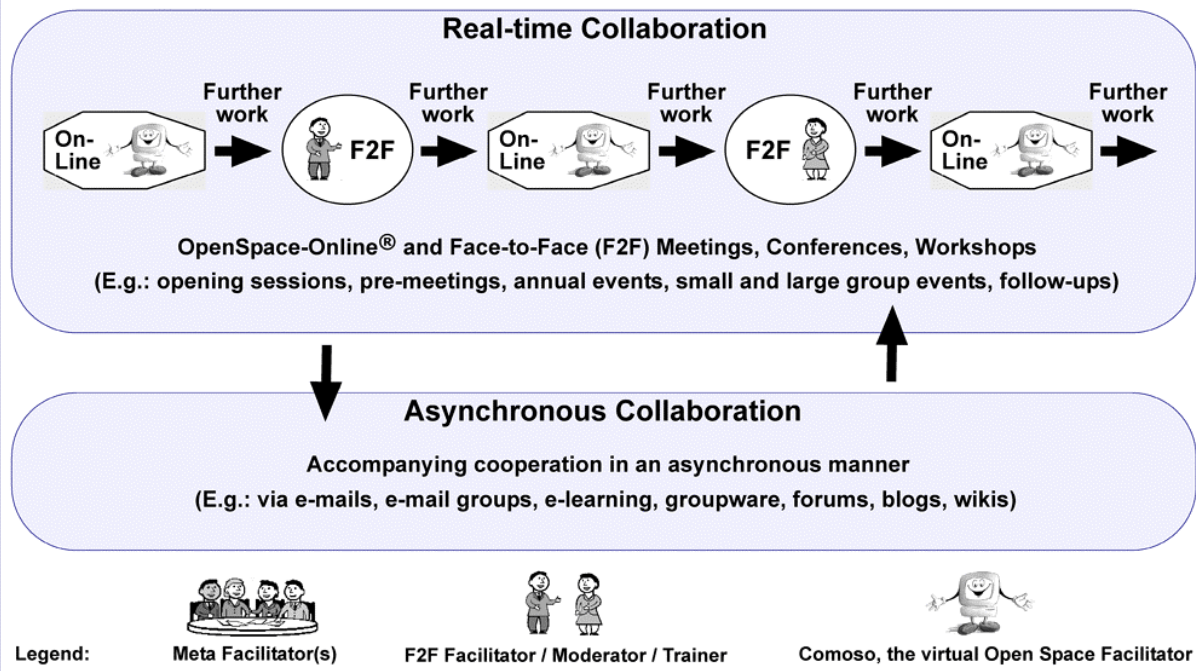 Real-time Collaboration
Further work
Further work
Further work
Further work
Further work
On-Line
F2F
On-Line
F2F
On-Line
OpenSpace-Online® and Face-to-Face (F2F) Meetings, Conferences, Workshops
(E.g.: opening sessions, pre-meetings, annual events, small and large group events, follow-ups)
Asynchronous Collaboration
Accompanying cooperation in an asynchronous manner
(E.g.: via e-mails, e-mail groups, e-learning, groupware, forums, blogs, wikis)
Legend:
Meta Facilitator(s)
F2F Facilitator / Moderator / Trainer
Comoso, the virtual Open Space Facilitator